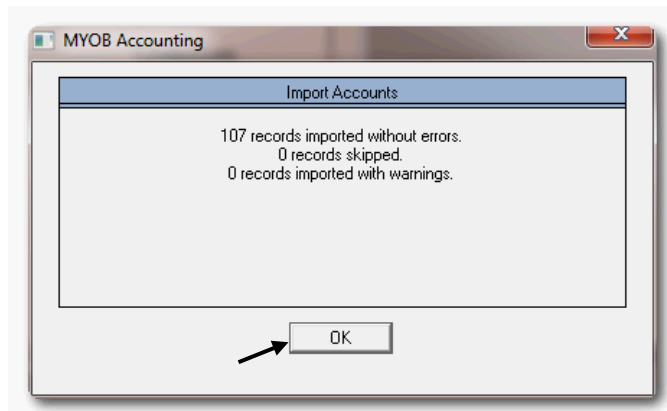 MYOB Accounting
X
Import Accounts
107 records imported without errors.
0 records skipped.
0 records imported with warnings.
OK